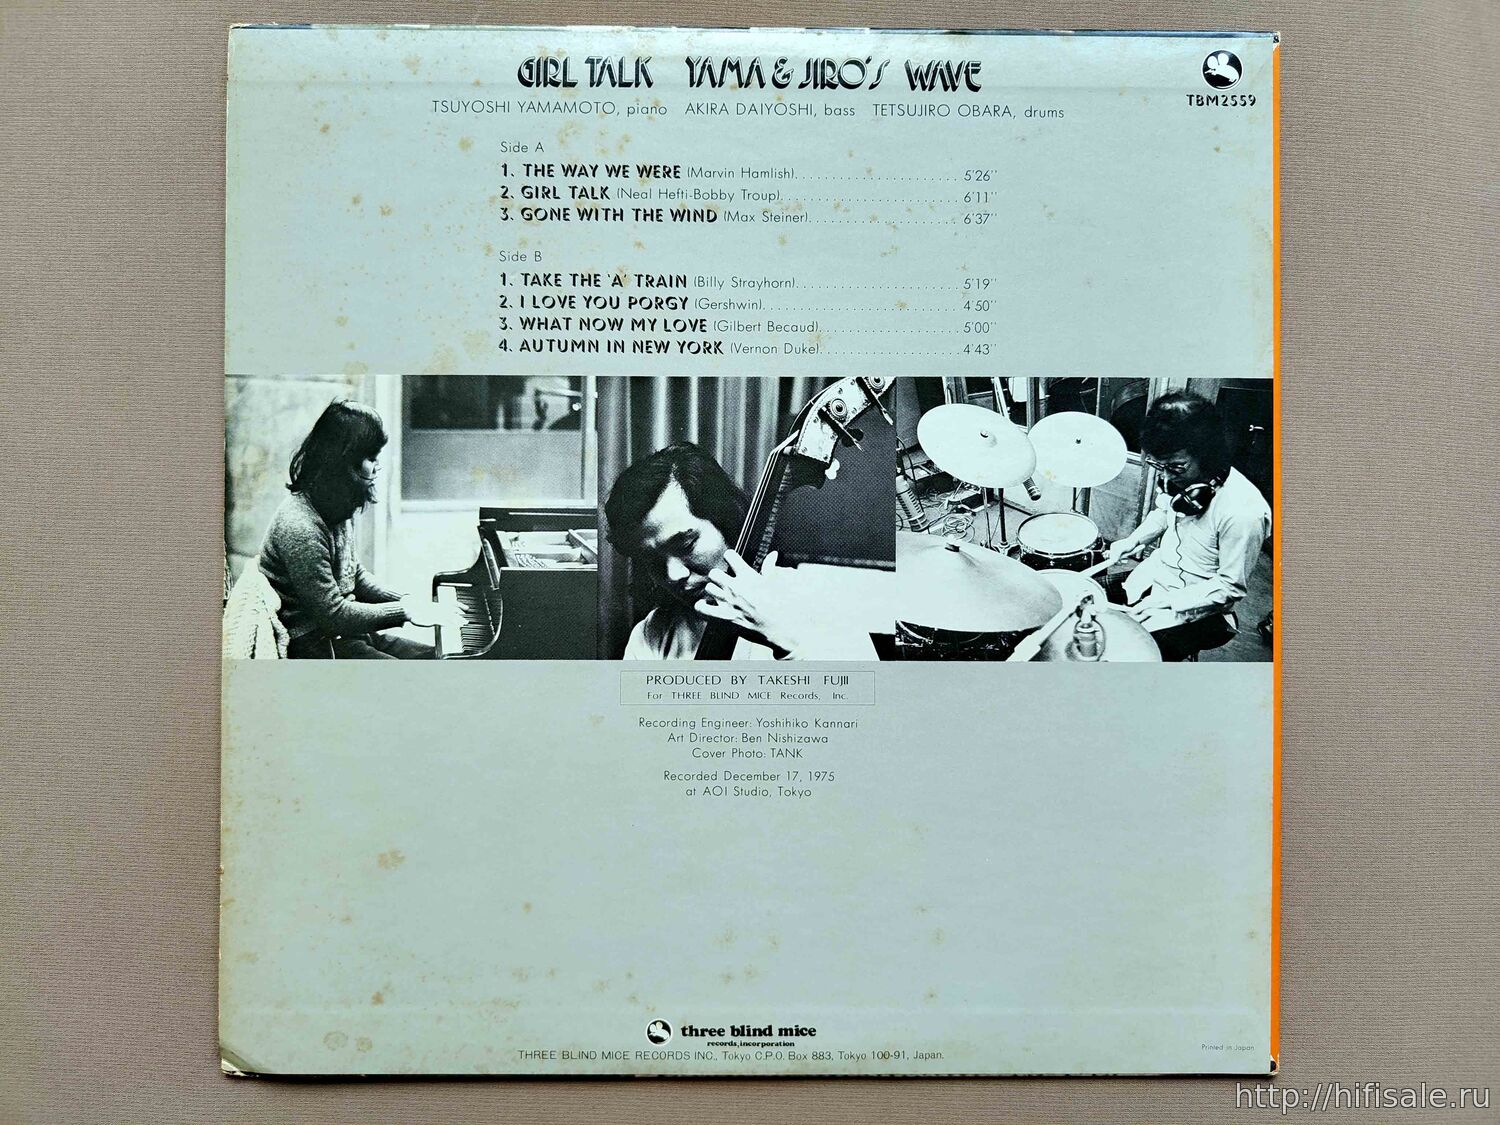 GIRL TALK YAMA & JIRO'S WAVE
TBM2559
TSUYOSHI YAMAMOTO, piano AKIRA DAIYOSHI, bass TETSUJIRO OBARA, drums
Side A
1. THE WAY WE WERE (Marvin Hamlish)...................... 5'26"
2. GIRL TALK (Neal Hefti-Bobby Troup)........................ 6'11"
3. GONE WITH THE WIND (Max Steiner)..................... 6'37"
Side B
1. TAKE THE 'A' TRAIN (Billy Strayhorn)...................... 5'19"
2. I LOVE YOU PORGY (Gershwin)........................... 4'50"
3. WHAT NOW MY LOVE (Gilbert Becaud)................... 5'00"
4. AUTUMN IN NEW YORK (Vernon Duke)................... 4'43"
PRODUCED BY TAKESHI FUJII
For THREE BLIND MICE Records, Inc.
Recording Engineer: Yoshihiko Kannari
Art Director: Ben Nishizawa
Cover Photo: TANK
Recorded December 17, 1975
at AOI Studio, Tokyo
three blind mice
records, incorporation
THREE BLIND MICE RECORDS INC., Tokyo C.P.O. Box 883, Tokyo 100-91, Japan.
Printed in Japan
http://hifisale.ru